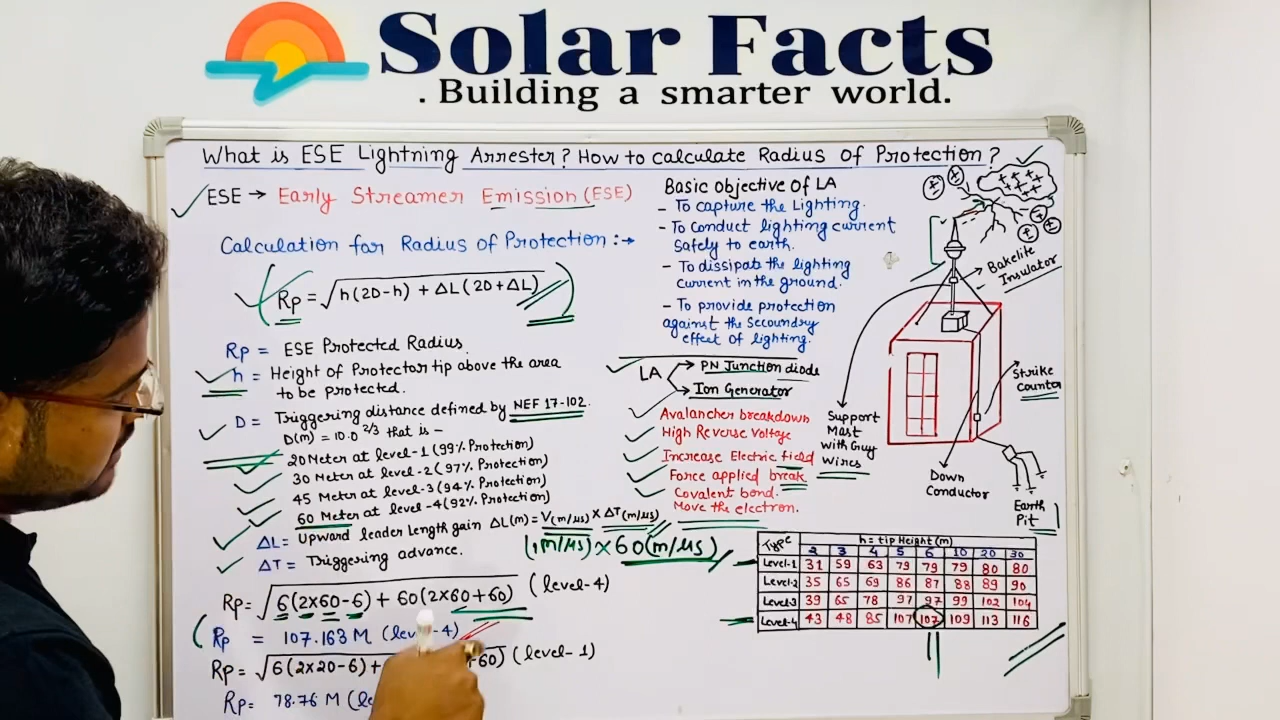 Solar Facts
. Building a smarter world.
What is ESE Lightning Arrester? How to calculate Radius of Protection?
ESE → Early Streamer Emission (ESE)
Calculation for Radius of Protection :→
Rp = √h(2D-h) + ΔL(2D+ΔL)
Rp = ESE Protected Radius
h = Height of Protector tip above the area
to be protected.
D = Triggering distance defined by NEF 17-102.
D(m) = 10.0 2/3 that is -
20 Meter at level-1 (99% Protection)
30 Meter at level-2 (97% Protection)
45 Meter at level-3 (94% Protection)
60 Meter at level-4 (92% Protection)
ΔL = Upward leader Length gain ΔL(m) = V(m/μs) x ΔT(m/μs)
ΔT = Triggering advance.
(1m/μs) x 60(m/μs)
Rp = √6(2x60-6) + 60(2x60+60) (level-4)
Rp = 107.163 M (level-4)
Rp = √6(2x20-6) + 60) (level-1)
Rp = 78.76 M (le
Basic objective of LA
- To capture the Lighting.
- To conduct lighting current
safely to earth.
- To dissipate the lighting
current in the ground.
- To provide protection
against the Secoundry
effect of lighting.
LA → PN Junction diode
→ Ion Generator
Avalancher breakdown
High Reverse Voltage
Increase Electric field
Force applied break
Covalent bond.
Move the electron.
Bakelite
Insulator
Strike
Counter
Support
Mast
with Guy
Wires
Down
Conductor
Earth
Pit
Type h = tip Height (m)
2 3 4 5 6 10 20 30
Level-1 31 59 63 79 79 79 80 80
Level-2 35 65 69 86 87 88 89 90
Level-3 39 65 78 97 97 99 102 104
Level-4 43 48 85 107 107 109 113 116